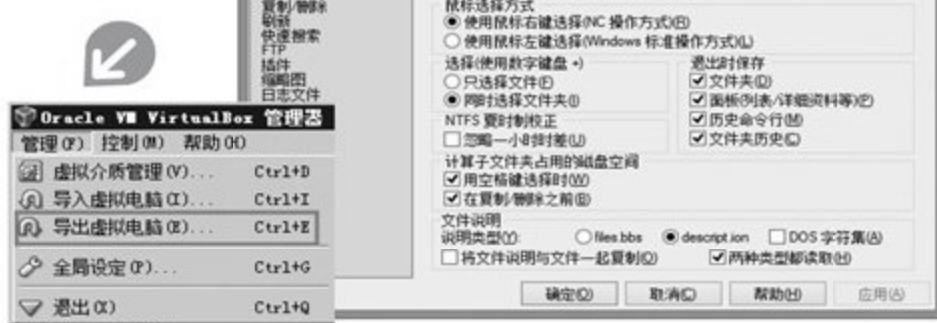 复制/删除
刷新
快速搜索
FTP
插件
缩略图
日志文件
鼠标选择方式
使用鼠标右键选择(NC 操作方式)(R)
使用鼠标左键选择(Windows 标准操作方式)(L)
选择(使用数字键盘 +)
只选择文件(F)
同时选择文件夹(I)
退出时保存
文件夹(D)
面板(列表/详细资料等)(P)
历史命令行(M)
文件夹历史(C)
NTFS 夏时制校正
忽略一小时时差(U)
计算子文件夹占用的磁盘空间
用空格键选择时(W)
在复制/删除之前(B)
文件说明
说明类型(Y):
files.bbs
descript.ion
DOS 字符集(A)
将文件说明与文件一起复制(O)
两种类型都读取(H)
确定(O)
取消(C)
帮助(H)
应用(A)
Oracle VM VirtualBox 管理器
管理(F) 控制(M) 帮助(H)
虚拟介质管理(V)... Ctrl+D
导入虚拟电脑(I)... Ctrl+I
导出虚拟电脑(E)... Ctrl+E
全局设定(P)... Ctrl+G
退出(X) Ctrl+Q